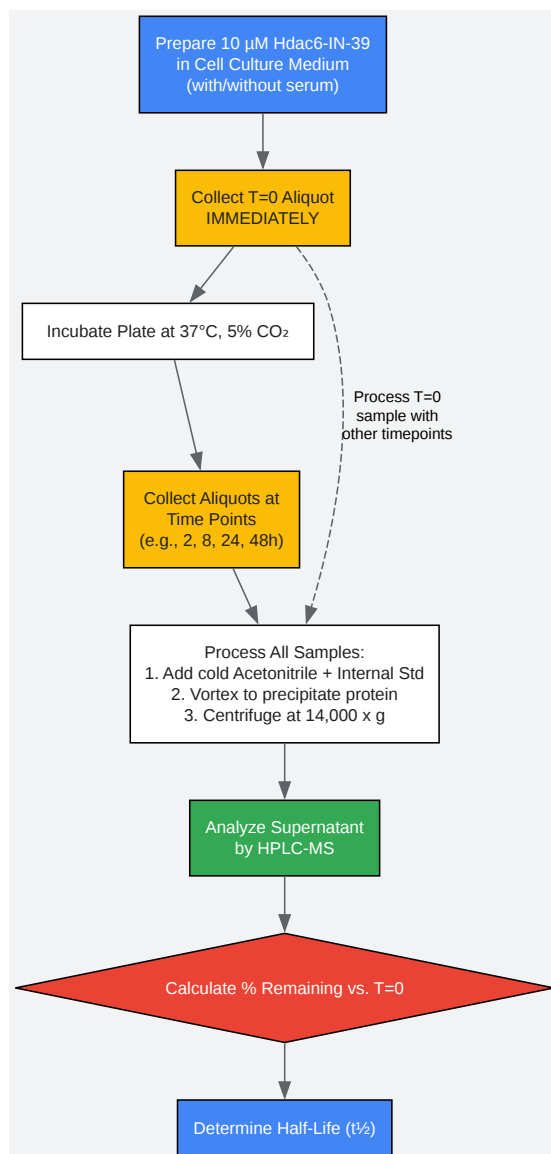 Prepare 10 µM Hdac6-IN-39
in Cell Culture Medium
(with/without serum)
Collect T=0 Aliquot
IMMEDIATELY
Incubate Plate at 37°C, 5% CO₂
Process T=0
sample with
other timepoints
Collect Aliquots at
Time Points
(e.g., 2, 8, 24, 48h)
Process All Samples:
1. Add cold Acetonitrile + Internal Std
2. Vortex to precipitate protein
3. Centrifuge at 14,000 x g
Analyze Supernatant
by HPLC-MS
Calculate % Remaining vs. T=0
Determine Half-Life (t½)